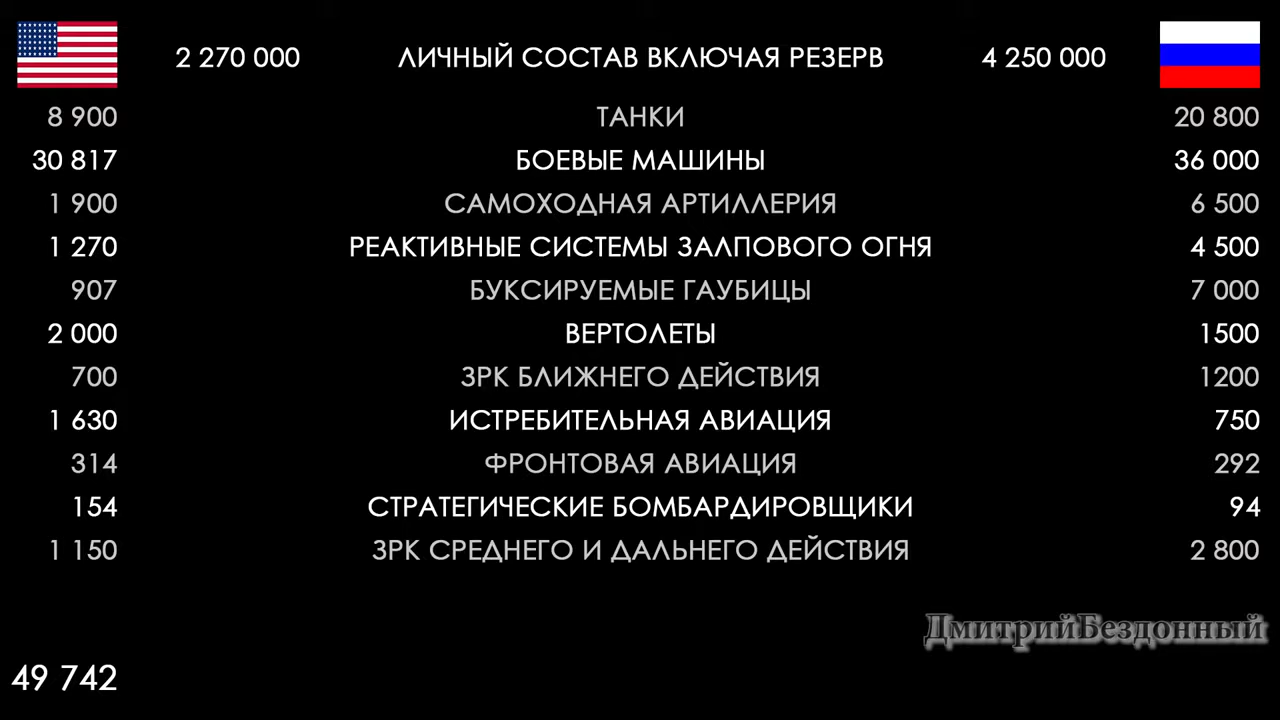 2 270 000 ЛИЧНЫЙ СОСТАВ ВКЛЮЧАЯ РЕЗЕРВ 4 250 000
8 900 ТАНКИ 20 800
30 817 БОЕВЫЕ МАШИНЫ 36 000
1 900 САМОХОДНАЯ АРТИЛЛЕРИЯ 6 500
1 270 РЕАКТИВНЫЕ СИСТЕМЫ ЗАЛПОВОГО ОГНЯ 4 500
907 БУКСИРУЕМЫЕ ГАУБИЦЫ 7 000
2 000 ВЕРТОЛЕТЫ 1500
700 ЗРК БЛИЖНЕГО ДЕЙСТВИЯ 1200
1 630 ИСТРЕБИТЕЛЬНАЯ АВИАЦИЯ 750
314 ФРОНТОВАЯ АВИАЦИЯ 292
154 СТРАТЕГИЧЕСКИЕ БОМБАРДИРОВЩИКИ 94
1 150 ЗРК СРЕДНЕГО И ДАЛЬНЕГО ДЕЙСТВИЯ 2 800
ДмитрийБездонный
49 742